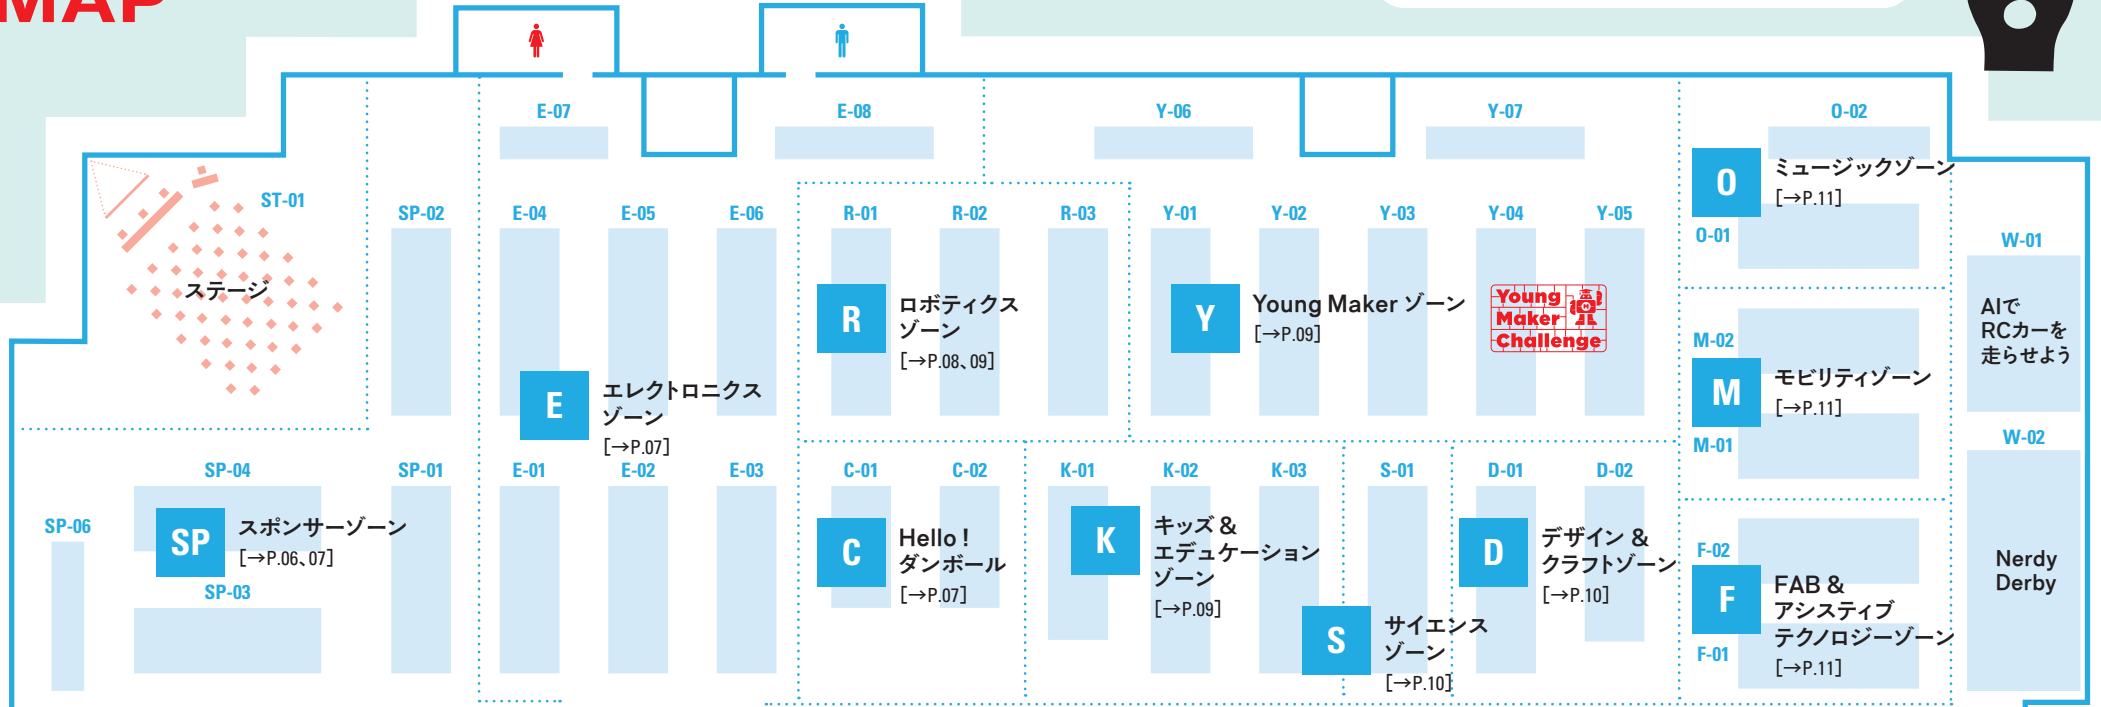 MAP
E-07
E-08
Y-06
Y-07
O-02
ST-01
ステージ
SP-02
E-04
E-05
E-06
R-01
R-02
R-03
Y-01
Y-02
Y-03
Y-04
Y-05
O
ミュージックゾーン
[→P.11]
O-01
W-01
AIで
RCカーを
走らせよう
R
ロボティクス
ゾーン
[→P.08、09]
Y
Young Maker ゾーン
[→P.09]
Young
Maker
Challenge
M-02
M
モビリティゾーン
[→P.11]
M-01
E
エレクトロニクス
ゾーン
[→P.07]
W-02
Nerdy
Derby
SP-04
SP-01
E-01
E-02
E-03
C-01
C-02
K-01
K-02
K-03
S-01
D-01
D-02
SP-06
SP
スポンサーゾーン
[→P.06、07]
SP-03
C
Hello !
ダンボール
[→P.07]
K
キッズ &
エデュケーション
ゾーン
[→P.09]
S
サイエンス
ゾーン
[→P.10]
D
デザイン &
クラフトゾーン
[→P.10]
F-02
F
FAB &
アシスティブ
テクノロジーゾーン
[→P.11]
F-01